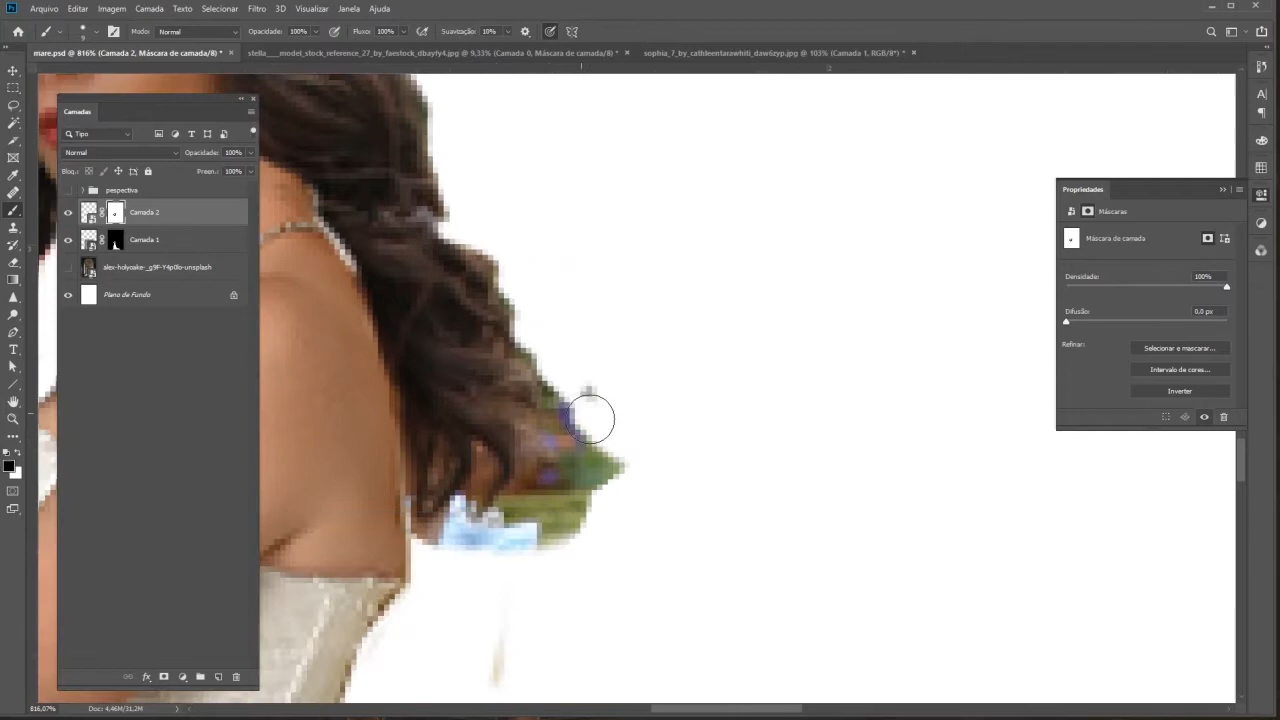 Arquivo Editar Imagem Camada Texto Selecionar Filtro 3D Visualizar Janela Ajuda
Modo: Normal Opacidade: 100% Fluxo: 100% Suavização: 10%
mare.psd @ 816% (Camada 2, Máscara de camada/8) * × stella___model_stock_reference_27_by_faestock_dbayfy4.jpg @ 9,33% (Camada 0, Máscara de camada/8) * × sophia_7_by_cathleentarawhiti_daw6zyp.jpg @ 103% (Camada 1, RGB/8*) * ×
Camadas
Tipo
Normal Opacidade: 100%
Bloq.: Preen.: 100%
pespectiva
Camada 2
Camada 1
alex-holyoake-_g9F-Y4p0lo-unsplash
Plano de Fundo
Propriedades
Máscaras
Máscara de camada
Densidade: 100%
Difusão: 0,0 px
Refinar: Selecionar e mascarar...
Intervalo de cores...
Inverter
816,07% Doc: 4,46M/31,2M